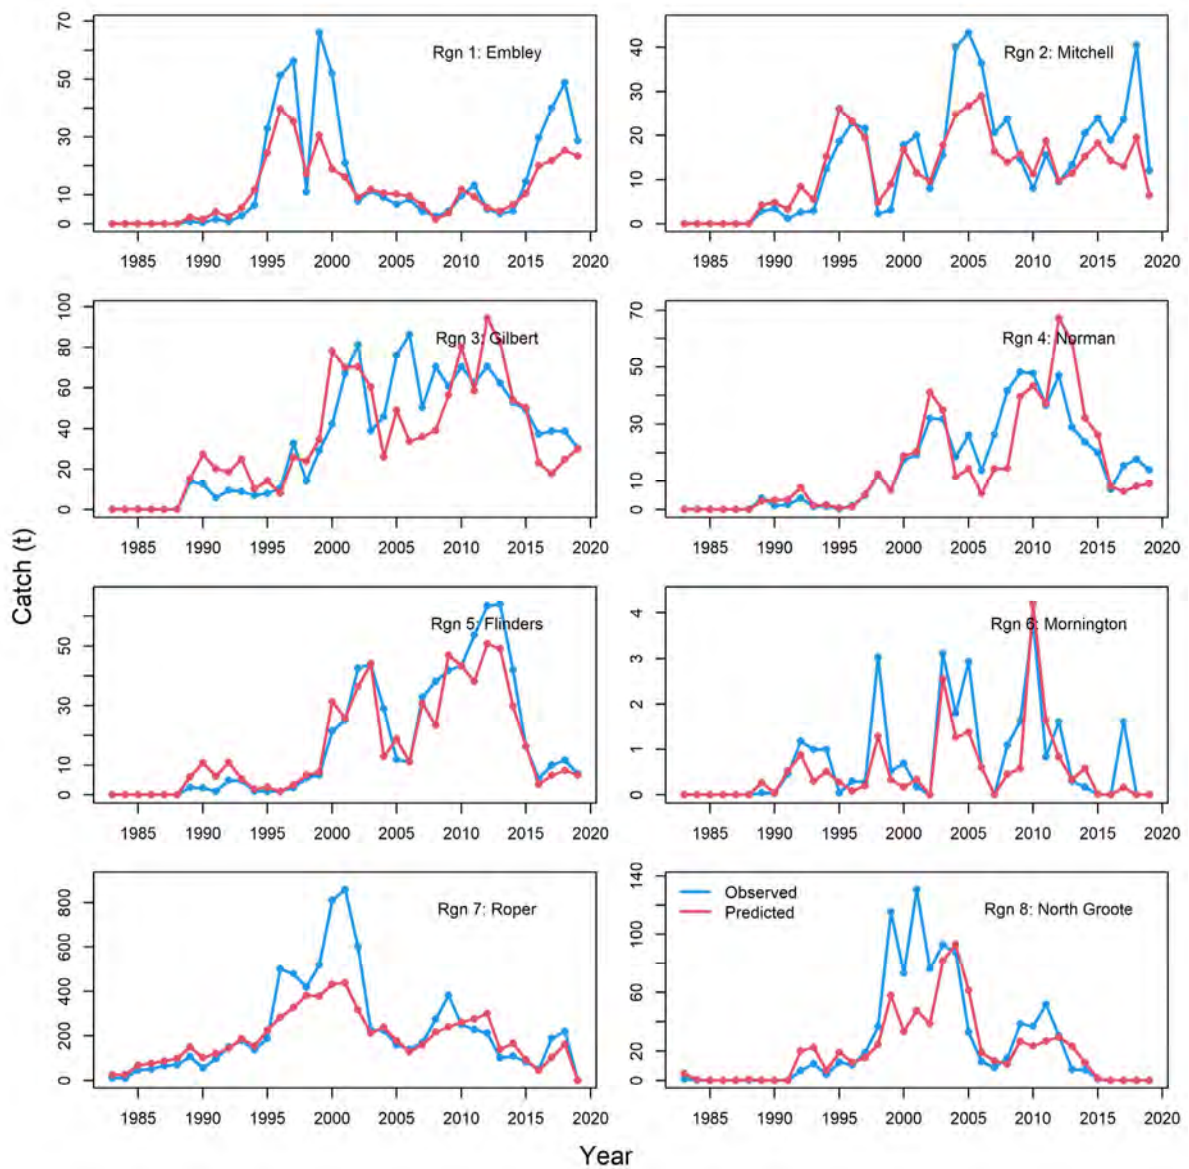 Rgn 1: Embley
0 10 30 50 70
1985 1990 1995 2000 2005 2010 2015 2020
Rgn 2: Mitchell
0 10 20 30 40
1985 1990 1995 2000 2005 2010 2015 2020
Rgn 3: Gilbert
0 20 40 60 80 100
1985 1990 1995 2000 2005 2010 2015 2020
Rgn 4: Norman
0 10 30 50 70
1985 1990 1995 2000 2005 2010 2015 2020
Catch (t)
Rgn 5: Flinders
0 10 30 50
1985 1990 1995 2000 2005 2010 2015 2020
Rgn 6: Mornington
0 1 2 3 4
1985 1990 1995 2000 2005 2010 2015 2020
Rgn 7: Roper
0 200 400 600 800
1985 1990 1995 2000 2005 2010 2015 2020
Observed
Predicted
Rgn 8: North Groote
0 20 60 100 140
1985 1990 1995 2000 2005 2010 2015 2020
Year